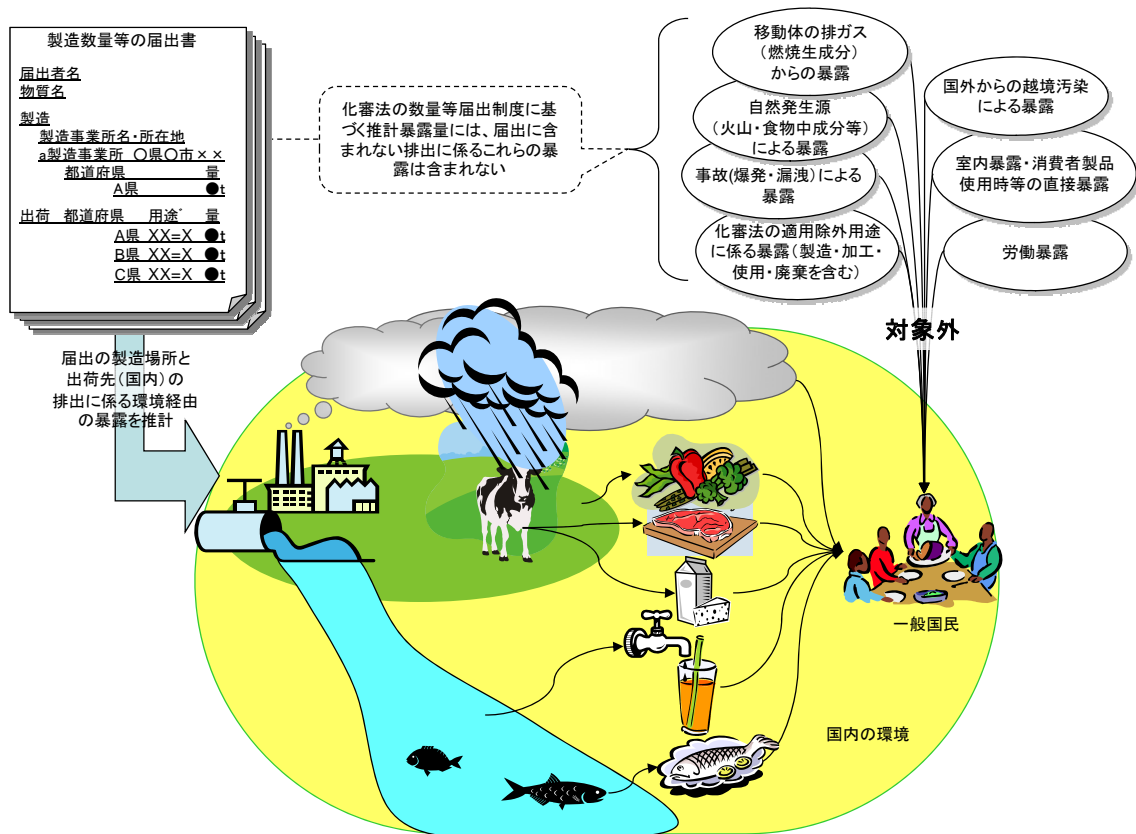 製造数量等の届出書
届出者名
物質名
製造
製造事業所名・所在地
a製造事業所 〇県〇市××
都道府県 量
A県 ●t
出荷 都道府県 用途゛ 量
A県 XX=X ●t
B県 XX=X ●t
C県 XX=X ●t
届出の製造場所と
出荷先(国内)の
排出に係る環境経由
の暴露を推計
化審法の数量等届出制度に基
づく推計暴露量には、届出に含
まれない排出に係るこれらの暴
露は含まれない
移動体の排ガス
(燃焼生成分)
からの暴露
自然発生源
(火山・食物中成分等)
による暴露
事故(爆発・漏洩)による
暴露
化審法の適用除外用途
に係る暴露(製造・加工・
使用・廃棄を含む)
国外からの越境汚染
による暴露
室内暴露・消費者製品
使用時等の直接暴露
労働暴露
対象外
一般国民
国内の環境